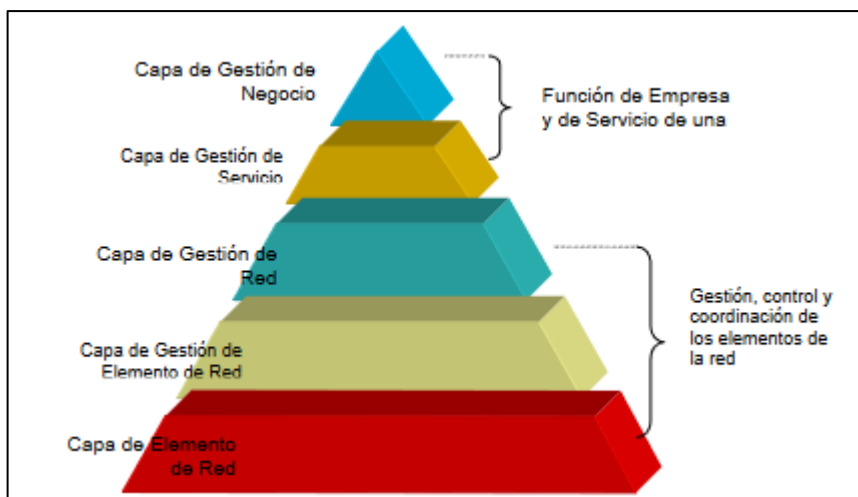 Capa de Gestión de
Negocio
Función de Empresa
y de Servicio de una
Capa de Gestión de
Servicio
Capa de Gestión de
Red
Gestión, control y
coordinación de
los elementos de
la red
Capa de Gestión de
Elemento de Red
Capa de Elemento
de Red